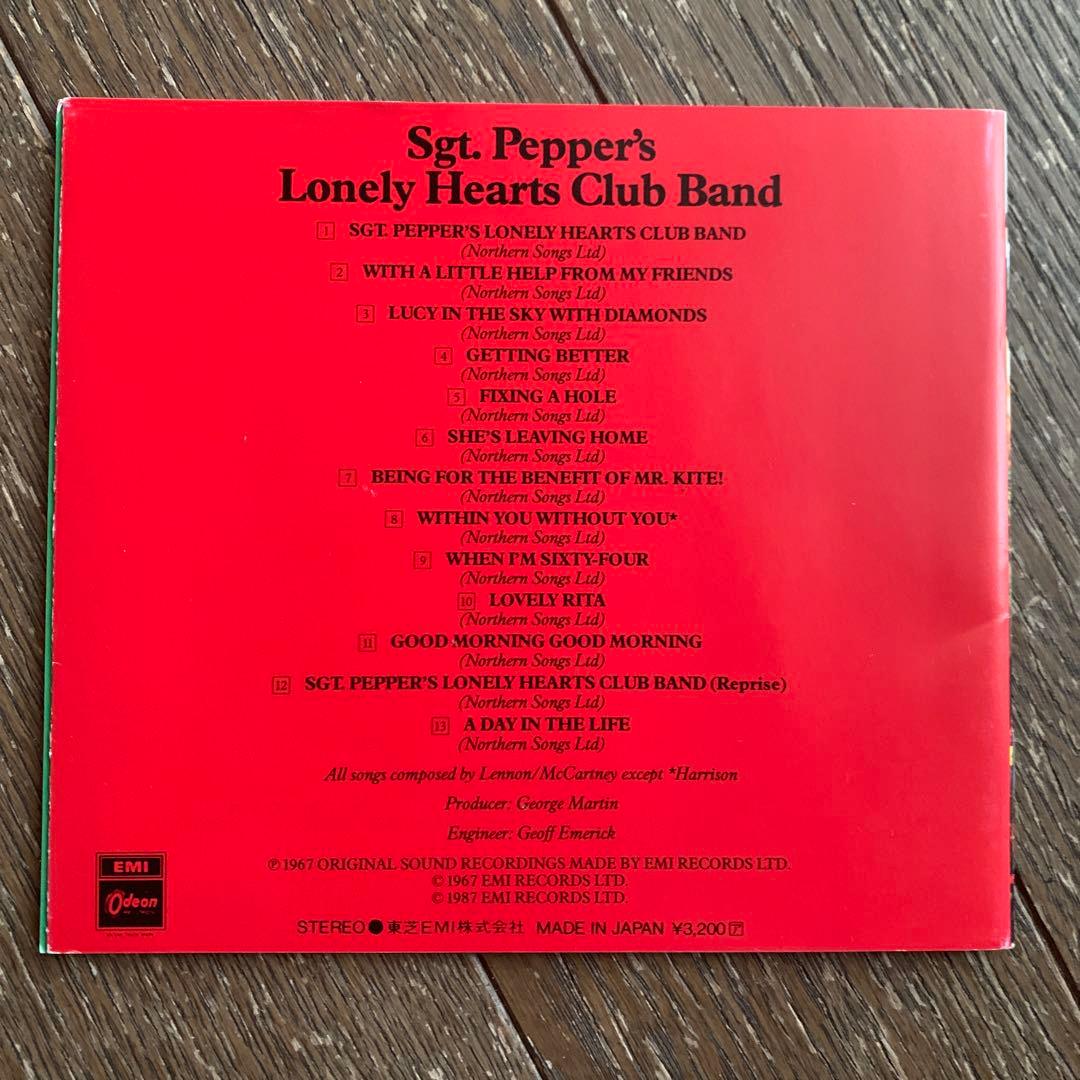 Sgt. Pepper's
Lonely Hearts Club Band
1 SGT. PEPPER'S LONELY HEARTS CLUB BAND
(Northern Songs Ltd)
2 WITH A LITTLE HELP FROM MY FRIENDS
(Northern Songs Ltd)
3 LUCY IN THE SKY WITH DIAMONDS
(Northern Songs Ltd)
4 GETTING BETTER
(Northern Songs Ltd)
5 FIXING A HOLE
(Northern Songs Ltd)
6 SHE'S LEAVING HOME
(Northern Songs Ltd)
7 BEING FOR THE BENEFIT OF MR. KITE!
(Northern Songs Ltd)
8 WITHIN YOU WITHOUT YOU*
(Northern Songs Ltd)
9 WHEN I'M SIXTY-FOUR
(Northern Songs Ltd)
10 LOVELY RITA
(Northern Songs Ltd)
11 GOOD MORNING GOOD MORNING
(Northern Songs Ltd)
12 SGT. PEPPER'S LONELY HEARTS CLUB BAND (Reprise)
(Northern Songs Ltd)
13 A DAY IN THE LIFE
(Northern Songs Ltd)
All songs composed by Lennon/McCartney except *Harrison
Producer: George Martin
Engineer: Geoff Emerick
℗ 1967 ORIGINAL SOUND RECORDINGS MADE BY EMI RECORDS LTD.
© 1967 EMI RECORDS LTD.
© 1987 EMI RECORDS LTD.
EMI
Odeon
STEREO●東芝EMI株式会社 MADE IN JAPAN ¥3,200ア